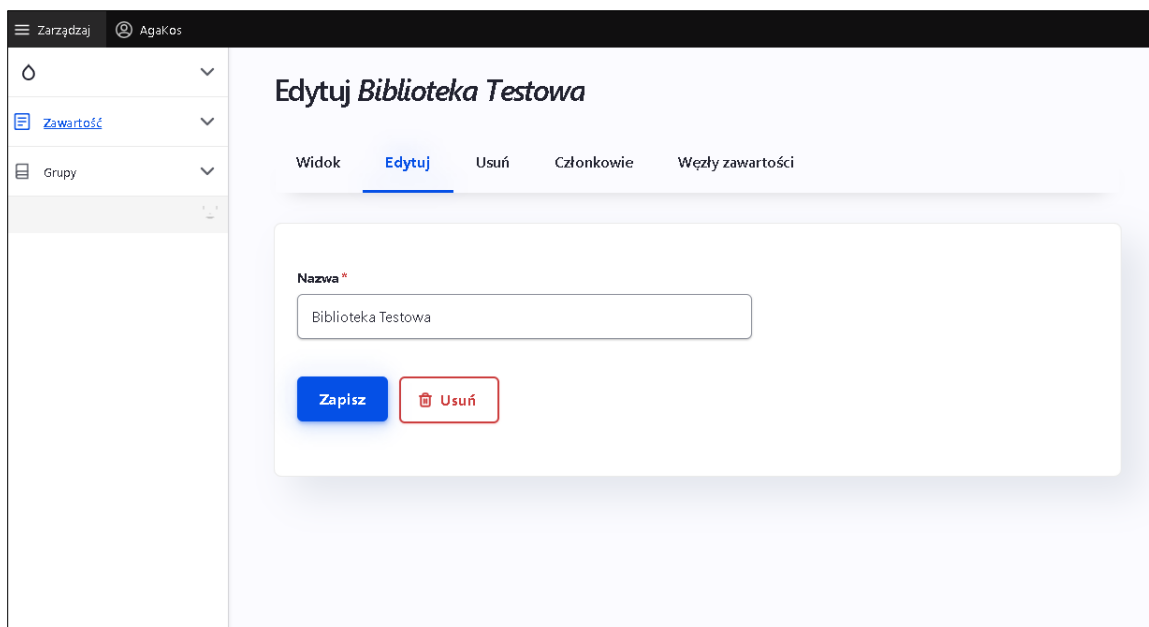 Zarządzaj AgaKos
Edytuj Biblioteka Testowa
Zawartość
Grupy
Widok Edytuj Usuń Członkowie Węzły zawartości
Nazwa*
Biblioteka Testowa
Zapisz Usuń